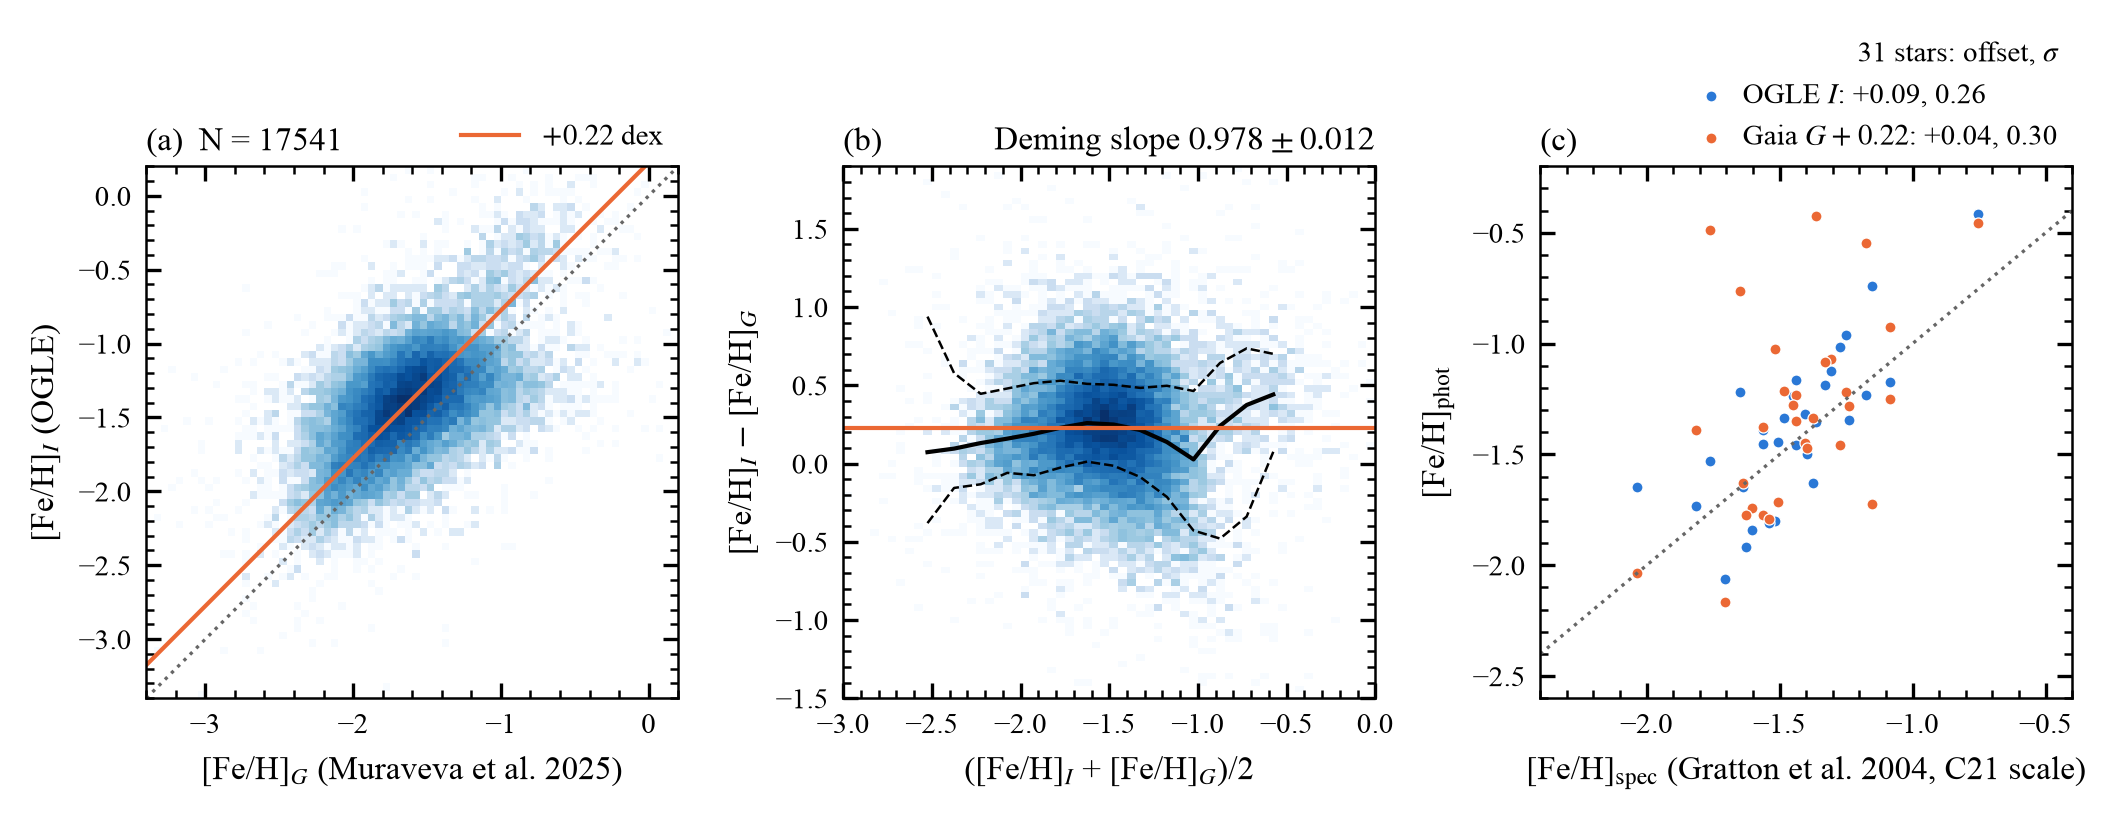 31 stars: offset, σ
OGLE I: +0.09, 0.26
Gaia G + 0.22: +0.04, 0.30
(a) N = 17541
+0.22 dex
(b)
Deming slope 0.978 ± 0.012
(c)
0.0
−0.5
−1.0
−1.5
−2.0
−2.5
−3.0
[Fe/H]I (OGLE)
−3
−2
−1
0
[Fe/H]G (Muraveva et al. 2025)
1.5
1.0
0.5
0.0
−0.5
−1.0
−1.5
[Fe/H]I − [Fe/H]G
−3.0
−2.5
−2.0
−1.5
−1.0
−0.5
0.0
([Fe/H]I + [Fe/H]G)/2
−0.5
−1.0
−1.5
−2.0
−2.5
[Fe/H]phot
−2.0
−1.5
−1.0
−0.5
[Fe/H]spec (Gratton et al. 2004, C21 scale)